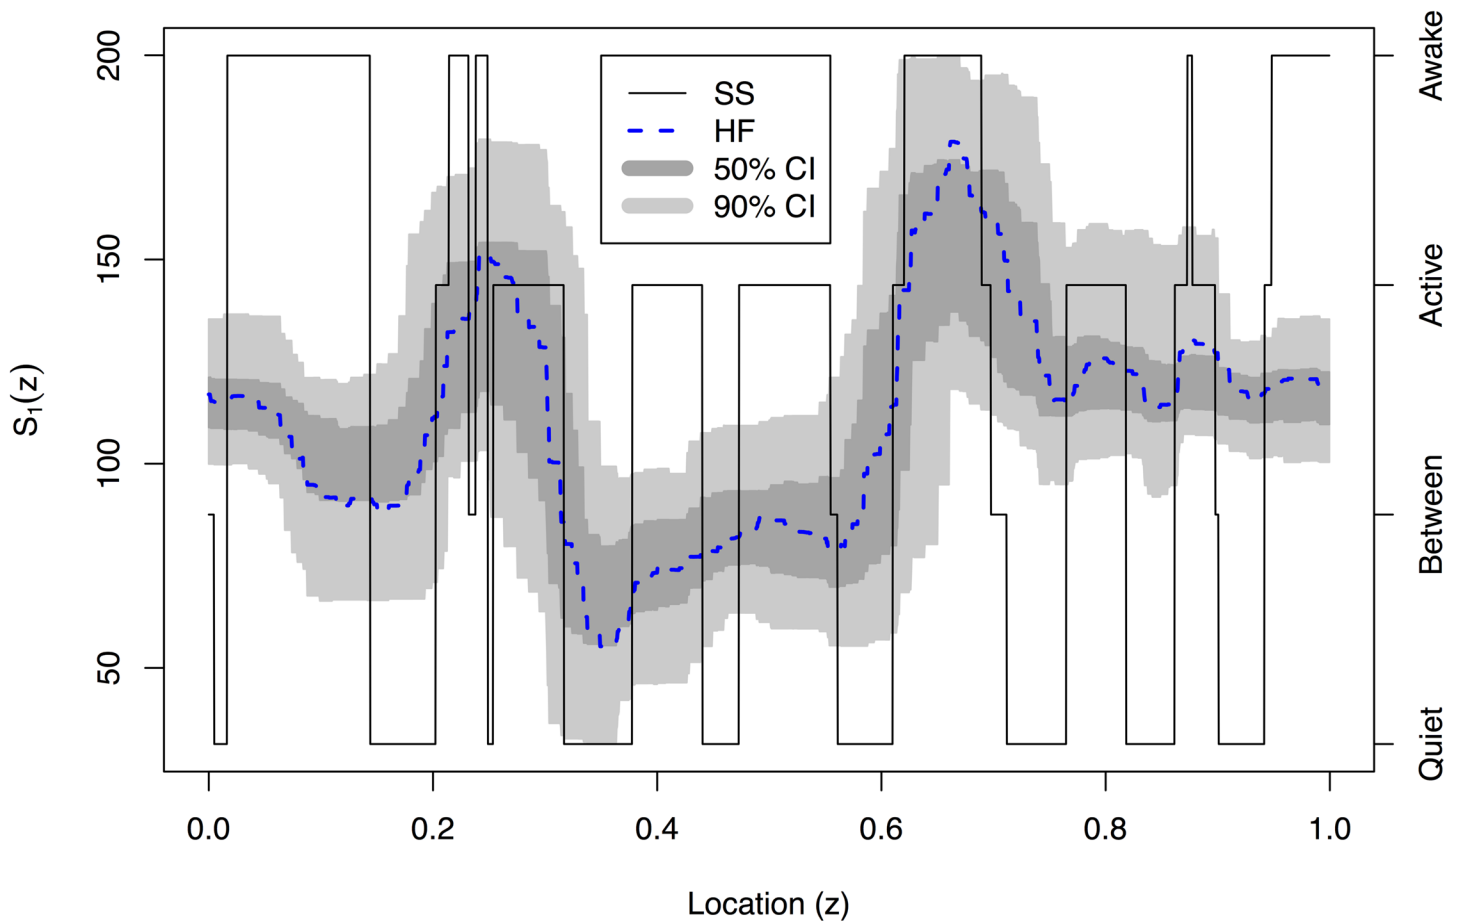 200
150
100
50
S1(z)
SS
HF
50% CI
90% CI
Awake
Active
Between
Quiet
0.0 0.2 0.4 0.6 0.8 1.0
Location (z)